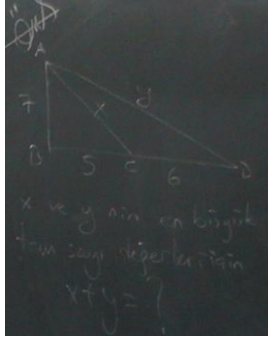 A
7
x
y
B
5
C
6
D
x ve y nin en büyük
tam sayı değerleri için
x+y=?